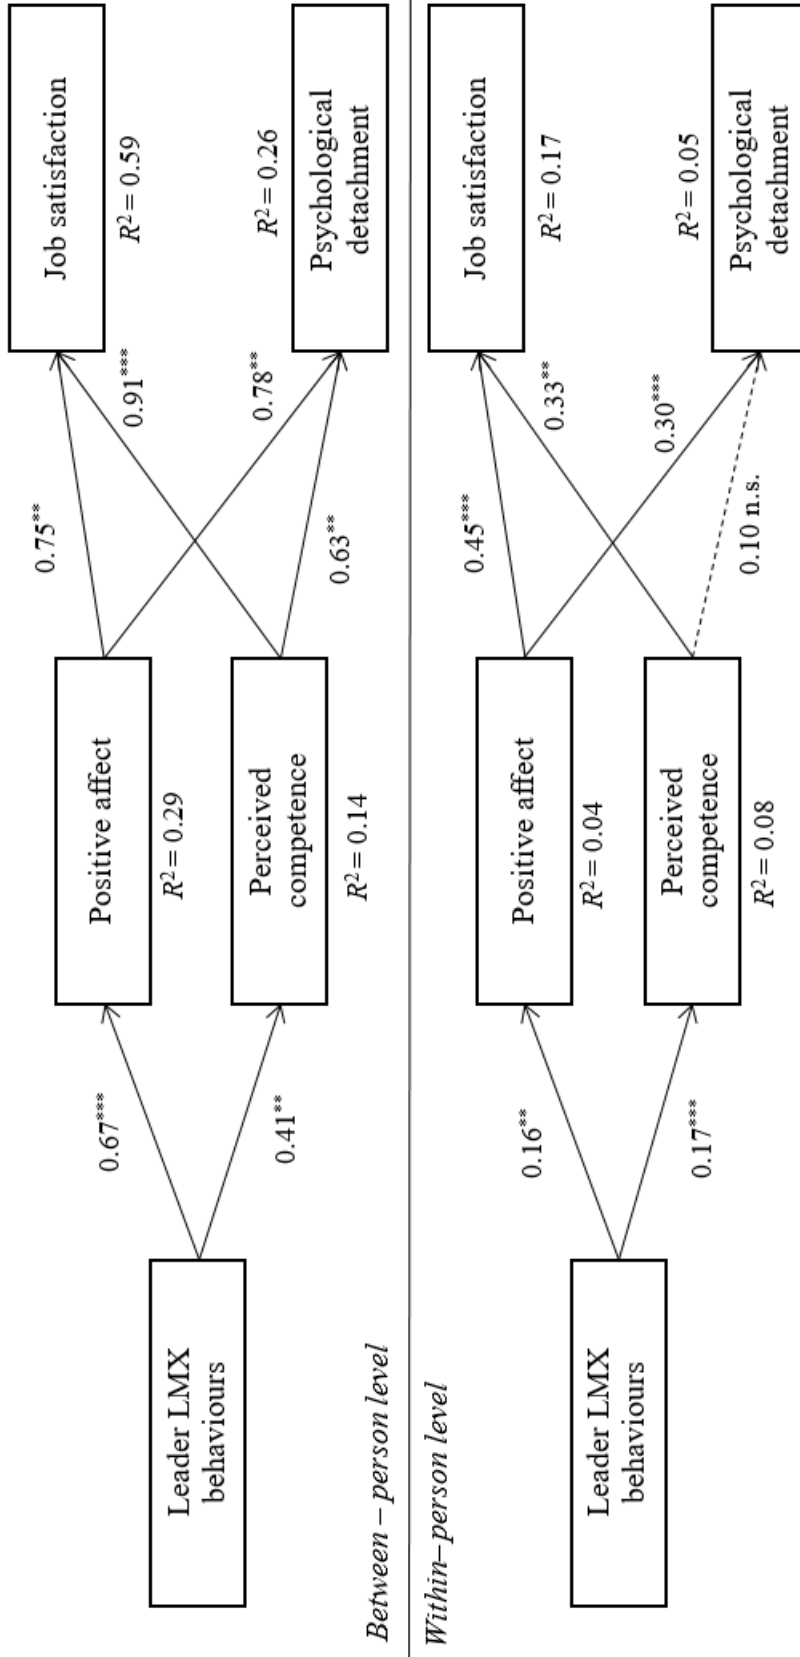 Leader LMX
behaviours
0.67***
0.41**
Positive affect
R²= 0.29
Perceived
competence
R²= 0.14
0.75**
0.91***
0.78**
0.63**
Job satisfaction
R²= 0.59
R²= 0.26
Psychological
detachment
Between – person level
Within–person level
Leader LMX
behaviours
0.16**
0.17***
Positive affect
R²= 0.04
Perceived
competence
R²= 0.08
0.45***
0.33**
0.30***
0.10 n.s.
Job satisfaction
R²= 0.17
R²= 0.05
Psychological
detachment